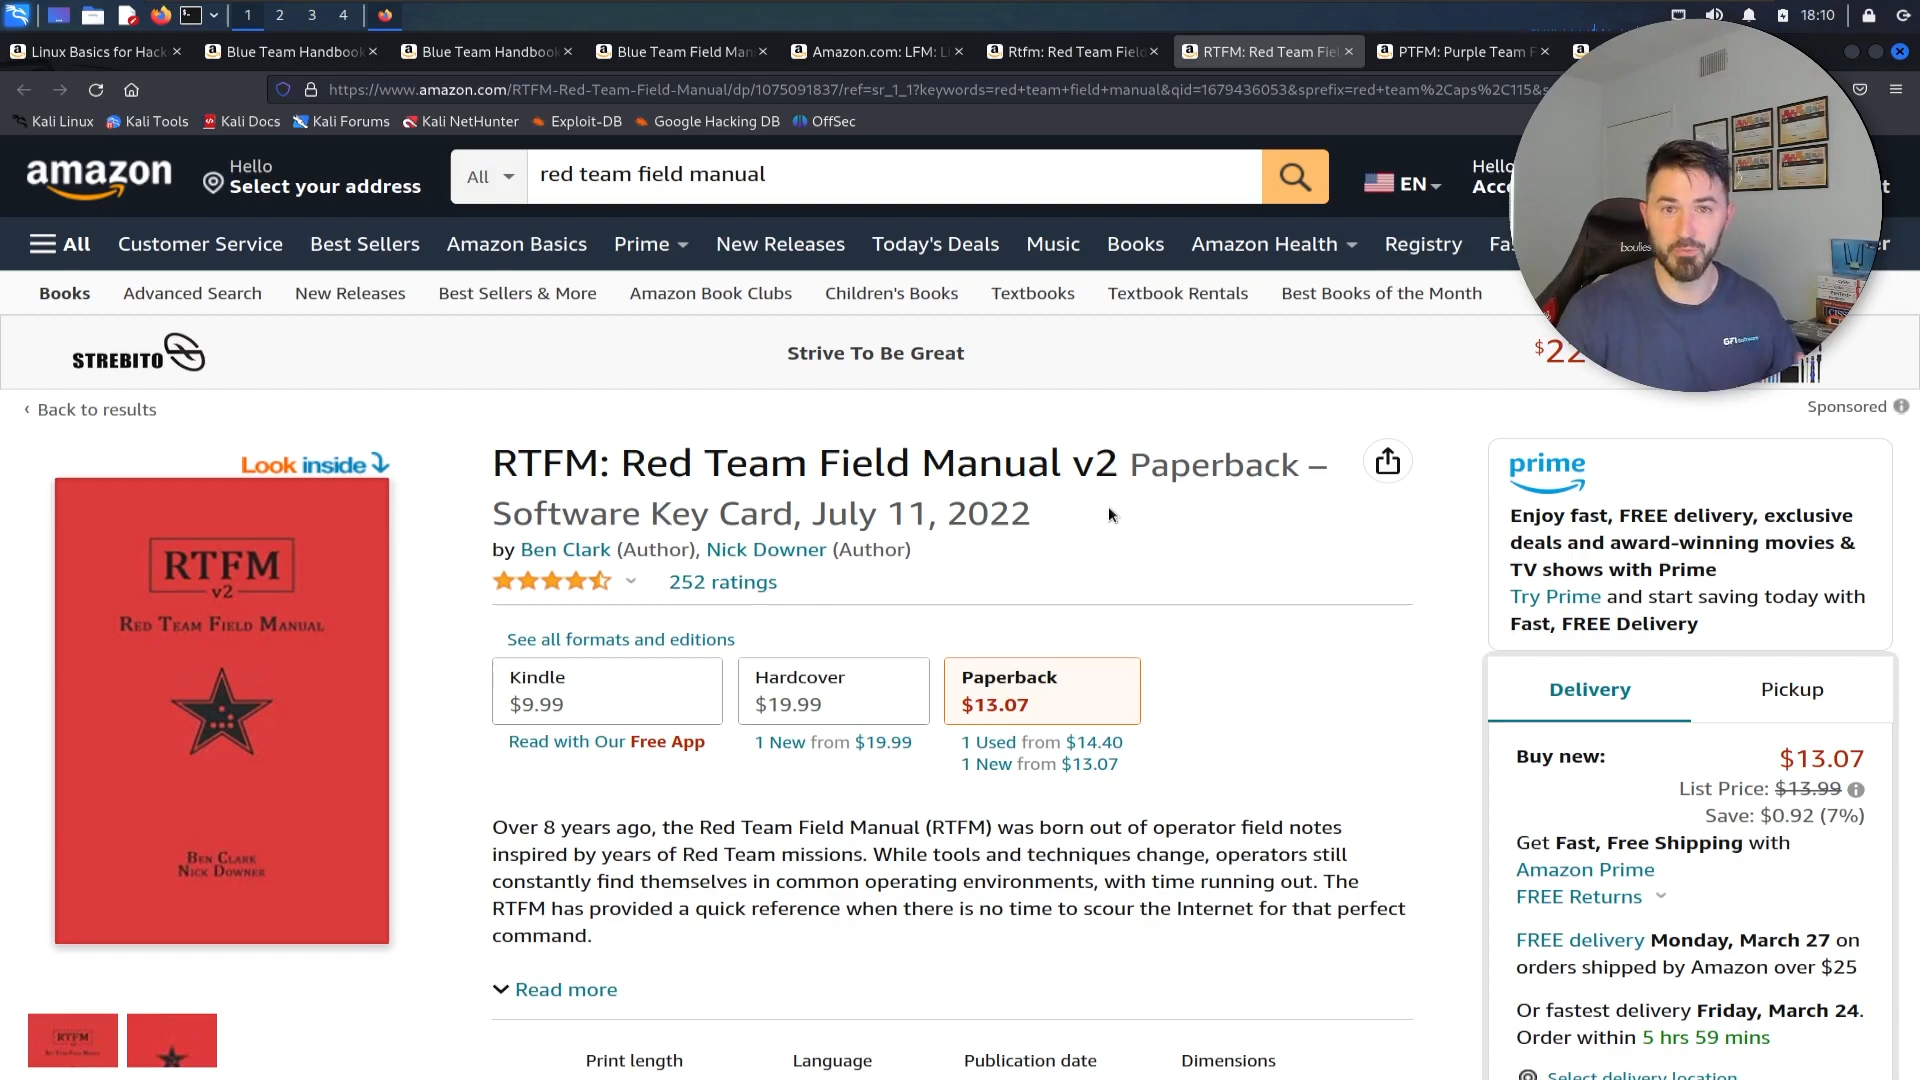 1 2 3 4
18:10
Linux Basics for Hack
Blue Team Handbook
Blue Team Handbook
Blue Team Field Man
Amazon.com: LFM: Li
Rtfm: Red Team Field
RTFM: Red Team Fiel
PTFM: Purple Team F
https://www.amazon.com/RTFM-Red-Team-Field-Manual/dp/1075091837/ref=sr_1_1?keywords=red+team+field+manual&qid=1679436053&sprefix=red+team%2Caps%2C115&s
Kali Linux Kali Tools Kali Docs Kali Forums Kali NetHunter Exploit-DB Google Hacking DB OffSec
amazon
Hello
Select your address
All
red team field manual
EN
Hello
Acc
t
All Customer Service Best Sellers Amazon Basics Prime New Releases Today's Deals Music Books Amazon Health Registry Fa
er
boulies
Books Advanced Search New Releases Best Sellers & More Amazon Book Clubs Children's Books Textbooks Textbook Rentals Best Books of the Month
CISS
GFI Software
STREBITO
Strive To Be Great
$22
‹ Back to results
Sponsored
Look inside
RTFM
v2
Red Team Field Manual
Ben Clark
Nick Downer
RTFM: Red Team Field Manual v2 Paperback –
Software Key Card, July 11, 2022
by Ben Clark (Author), Nick Downer (Author)
252 ratings
See all formats and editions
Kindle
$9.99
Read with Our Free App
Hardcover
$19.99
1 New from $19.99
Paperback
$13.07
1 Used from $14.40
1 New from $13.07
Over 8 years ago, the Red Team Field Manual (RTFM) was born out of operator field notes
inspired by years of Red Team missions. While tools and techniques change, operators still
constantly find themselves in common operating environments, with time running out. The
RTFM has provided a quick reference when there is no time to scour the Internet for that perfect
command.
Read more
Print length Language Publication date Dimensions
prime
Enjoy fast, FREE delivery, exclusive
deals and award-winning movies &
TV shows with Prime
Try Prime and start saving today with
Fast, FREE Delivery
Delivery Pickup
Buy new: $13.07
List Price: $13.99
Save: $0.92 (7%)
Get Fast, Free Shipping with
Amazon Prime
FREE Returns
FREE delivery Monday, March 27 on
orders shipped by Amazon over $25
Or fastest delivery Friday, March 24.
Order within 5 hrs 59 mins
Select delivery location